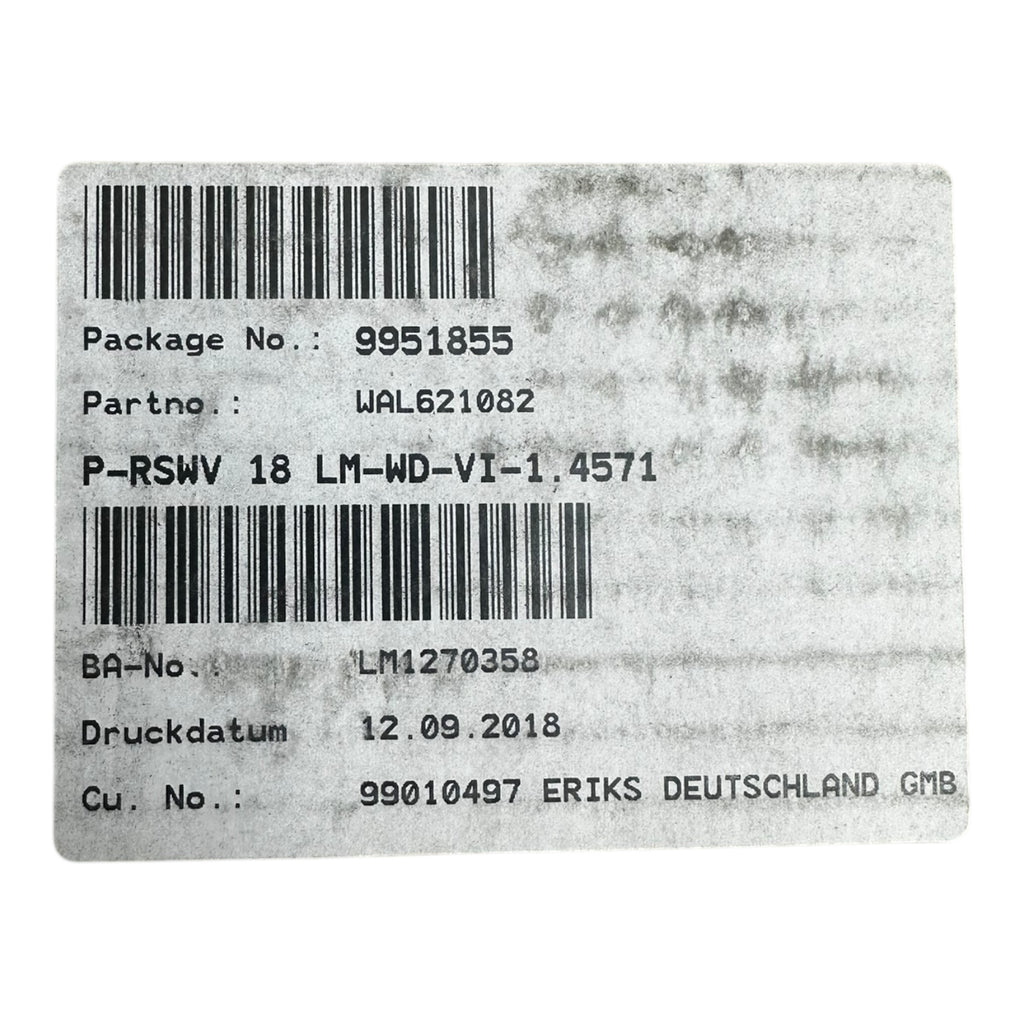 Package No.: 9951855
Partno.: WAL621082
P-RSWV 18 LM-WD-VI-1.4571
BA-No.: LM1270358
Druckdatum 12.09.2018
Cu. No.: 99010497 ERIKS DEUTSCHLAND GMB